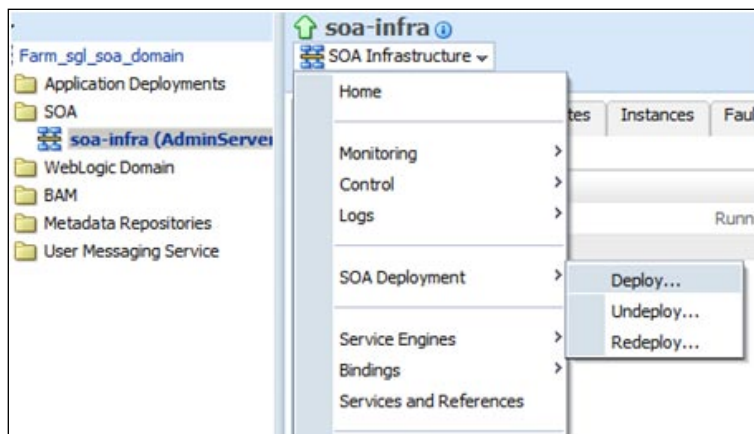 Farm_sgl_soa_domain
Application Deployments
SOA
soa-infra (AdminServer
WebLogic Domain
BAM
Metadata Repositories
User Messaging Service
soa-infra
SOA Infrastructure
Home
Monitoring
Control
Logs
SOA Deployment
Service Engines
Bindings
Services and References
Deploy...
Undeploy...
Redeploy...
tes
Instances
Faul
Runn